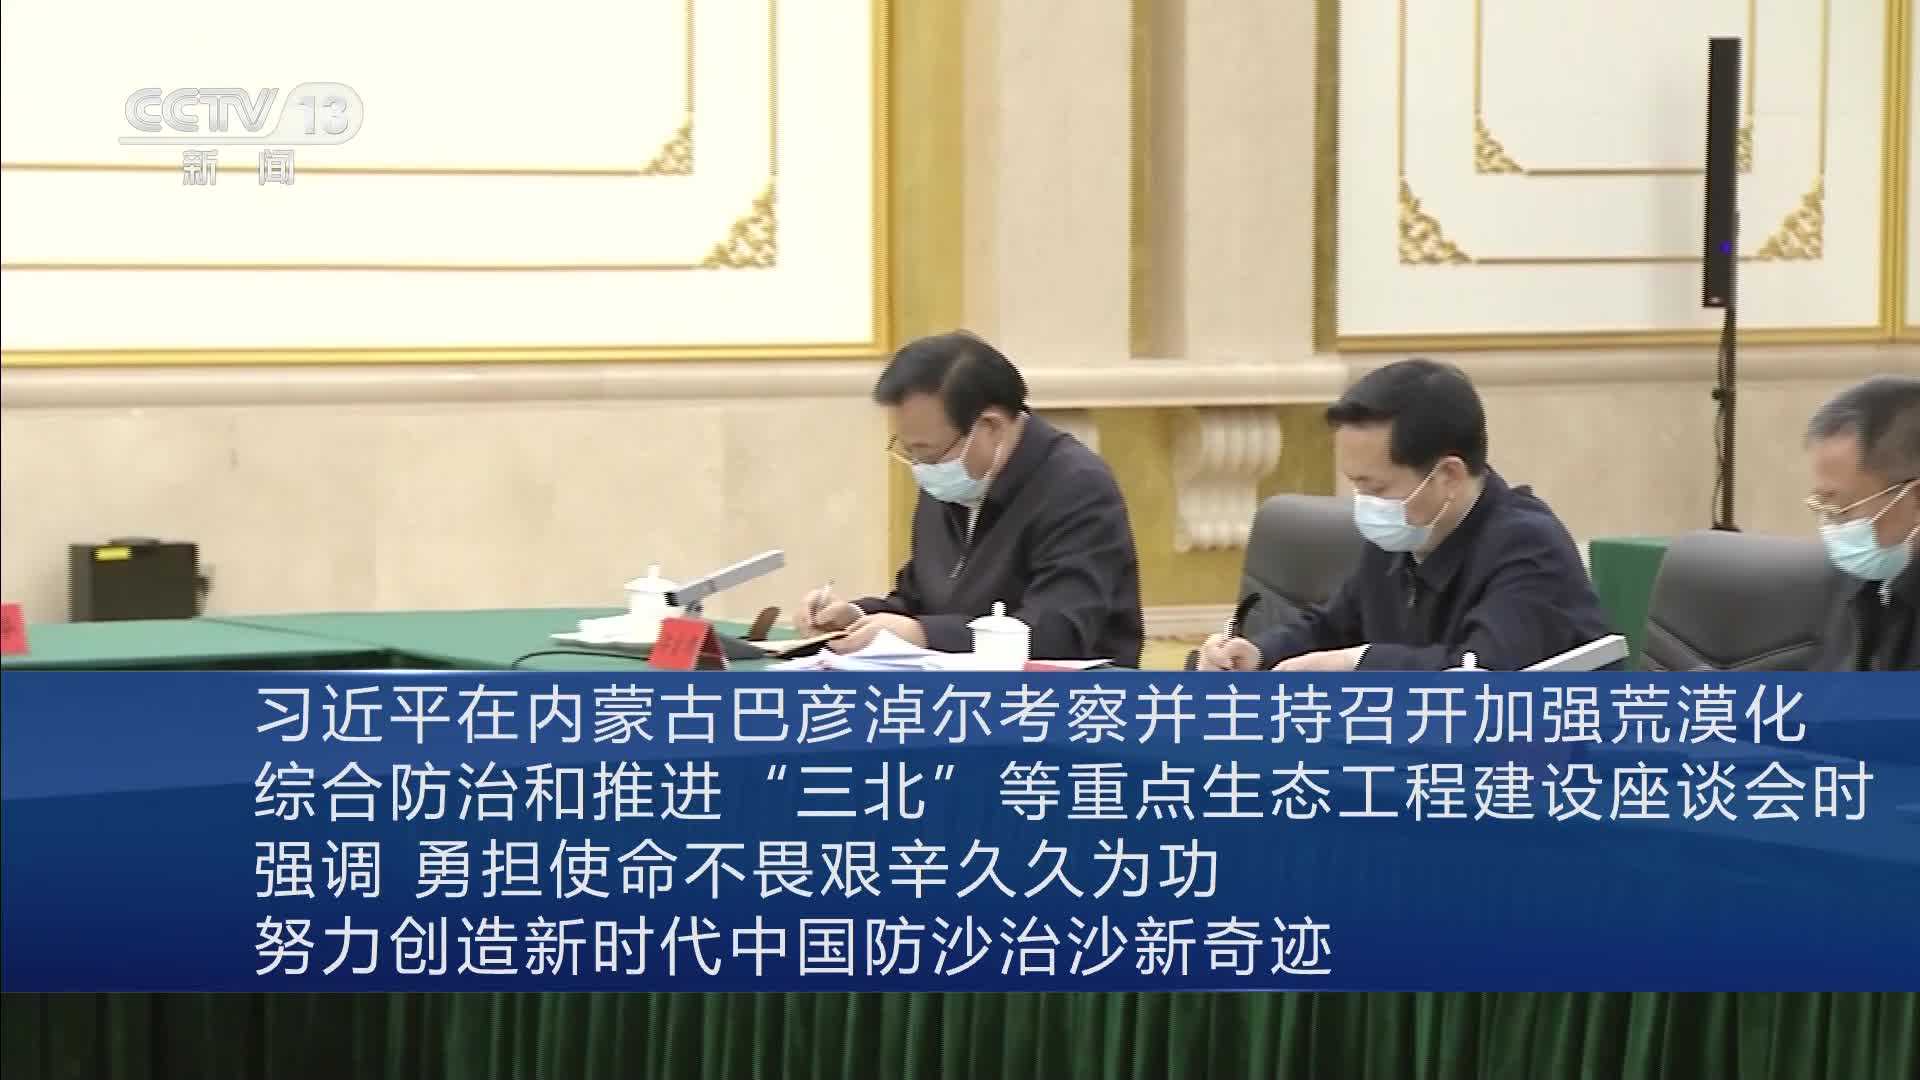 CCTV 13
新闻
习近平在内蒙古巴彦淖尔考察并主持召开加强荒漠化
综合防治和推进“三北”等重点生态工程建设座谈会时
强调 勇担使命不畏艰辛久久为功
努力创造新时代中国防沙治沙新奇迹